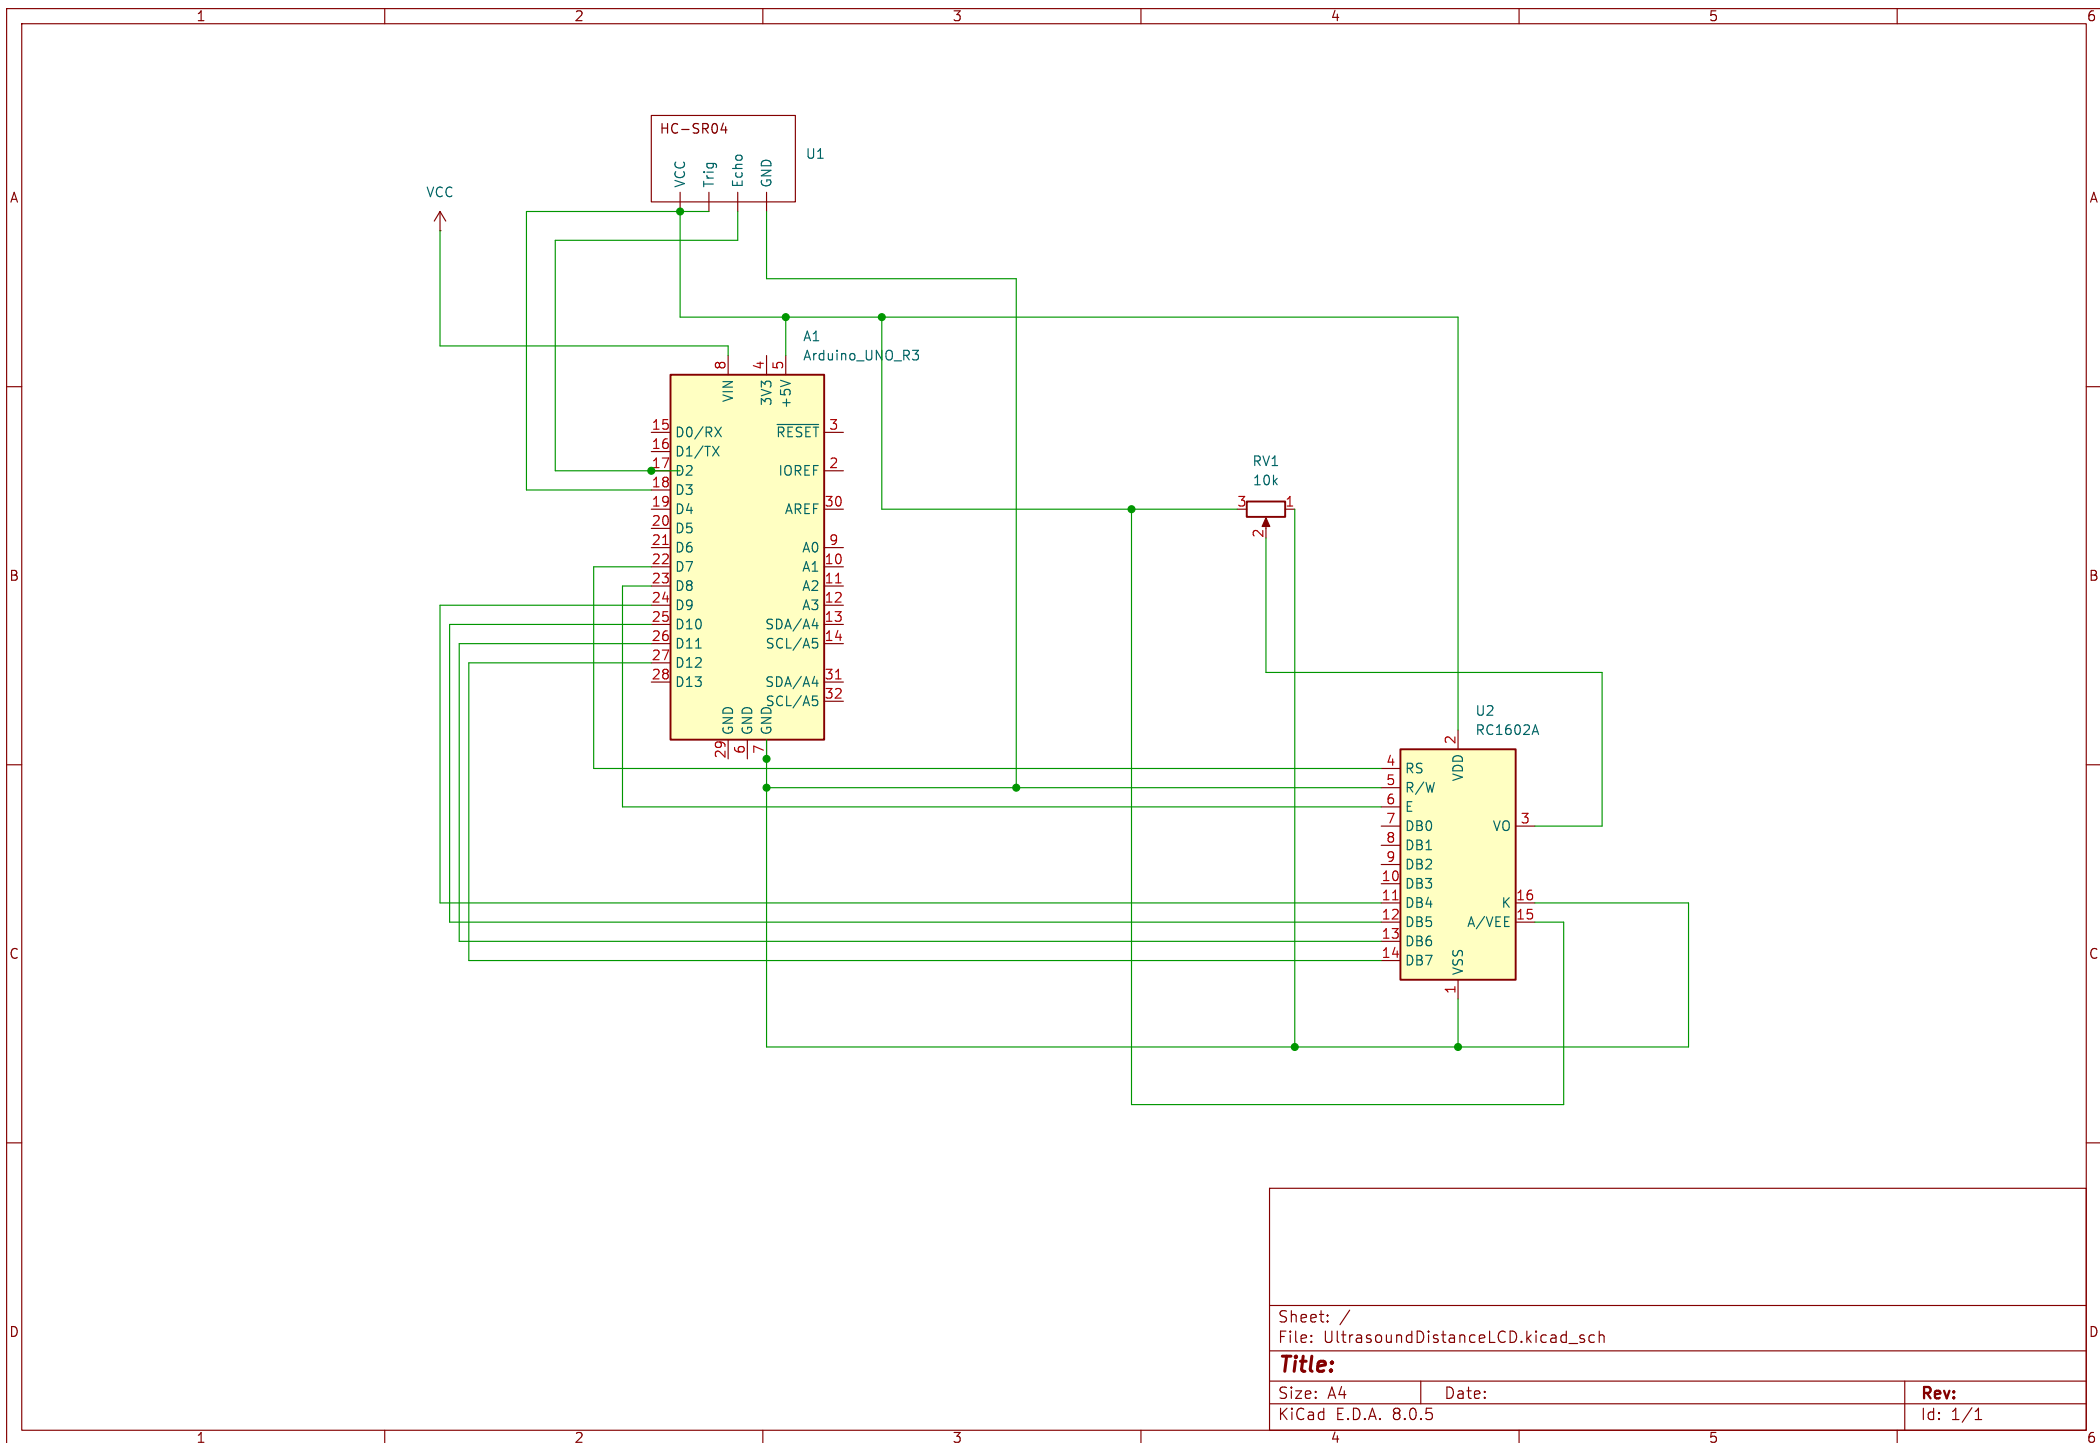 1 2 3 4 5 6
A
A
B
B
C
C
D
D
1 2 3 4 5 6
HC-SR04
VCC
Trig
Echo
GND
U1
VCC
A1
Arduino_UNO_R3
8
4
5
VIN
3V3
+5V
15 D0/RX
16 D1/TX
17 D2
18 D3
19 D4
20 D5
21 D6
22 D7
23 D8
24 D9
25 D10
26 D11
27 D12
28 D13
RESET 3
IOREF 2
AREF 30
A0 9
A1 10
A2 11
A3 12
SDA/A4 13
SCL/A5 14
SDA/A4 31
SCL/A5 32
GND
GND
GND
29
6
7
RV1
10k
3
1
2
U2
RC1602A
2
VDD
4 RS
5 R/W
6 E
7 DB0
8 DB1
9 DB2
10 DB3
11 DB4
12 DB5
13 DB6
14 DB7
VO 3
K 16
A/VEE 15
VSS
1
Sheet: /
File: UltrasoundDistanceLCD.kicad_sch
Title:
Size: A4
Date:
Rev:
KiCad E.D.A. 8.0.5
Id: 1/1